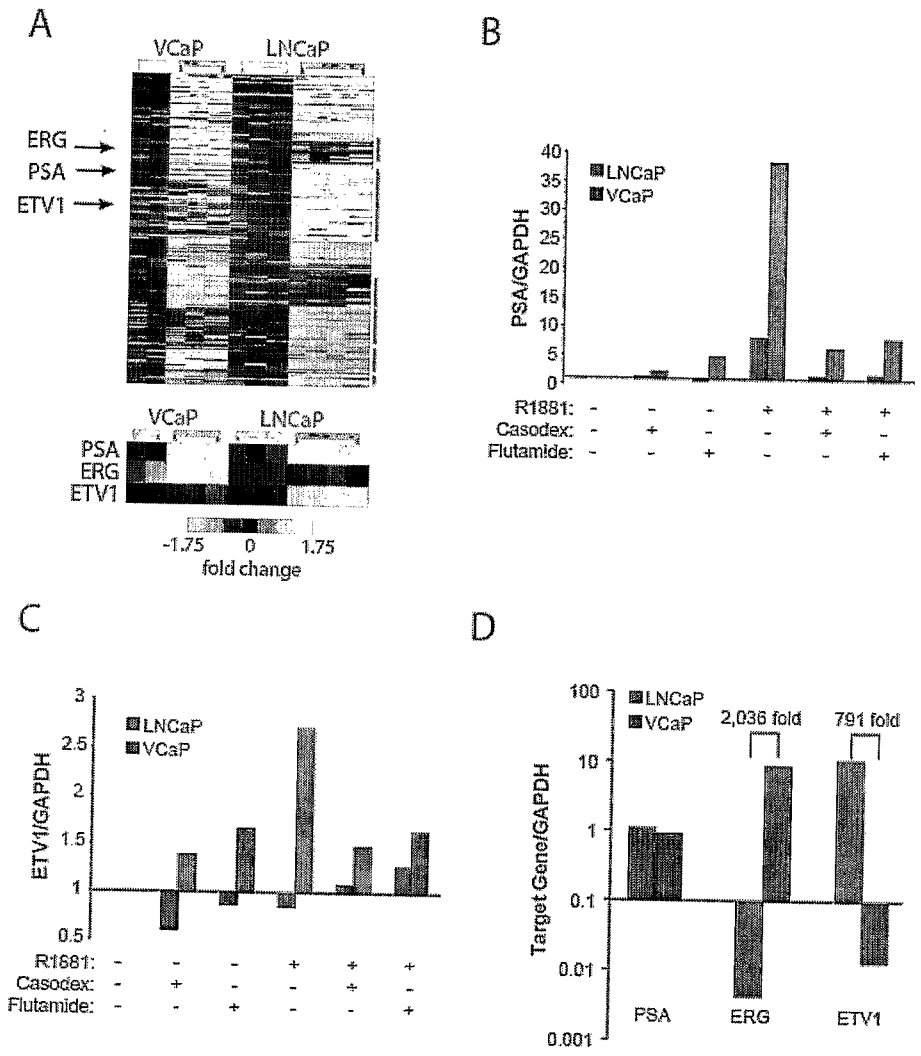 A
VCaP
LNCaP
ERG
PSA
ETV1
VCaP
LNCaP
PSA
ERG
ETV1
-1.75 0 1.75
fold change
B
40
35
30
25
20
15
10
5
0
PSA/GAPDH
LNCaP
VCaP
R1881: - - - + + +
Casodex: - + - - + -
Flutamide: - - + - - +
C
3
2.5
2
1.5
1
0.5
ETV1/GAPDH
LNCaP
VCaP
R1881: - - - + + +
Casodex: - + - - + -
Flutamide: - - + - - +
D
100
10
1
0.1
0.01
0.001
Target Gene/GAPDH
LNCaP
VCaP
2,036 fold
791 fold
PSA ERG ETV1